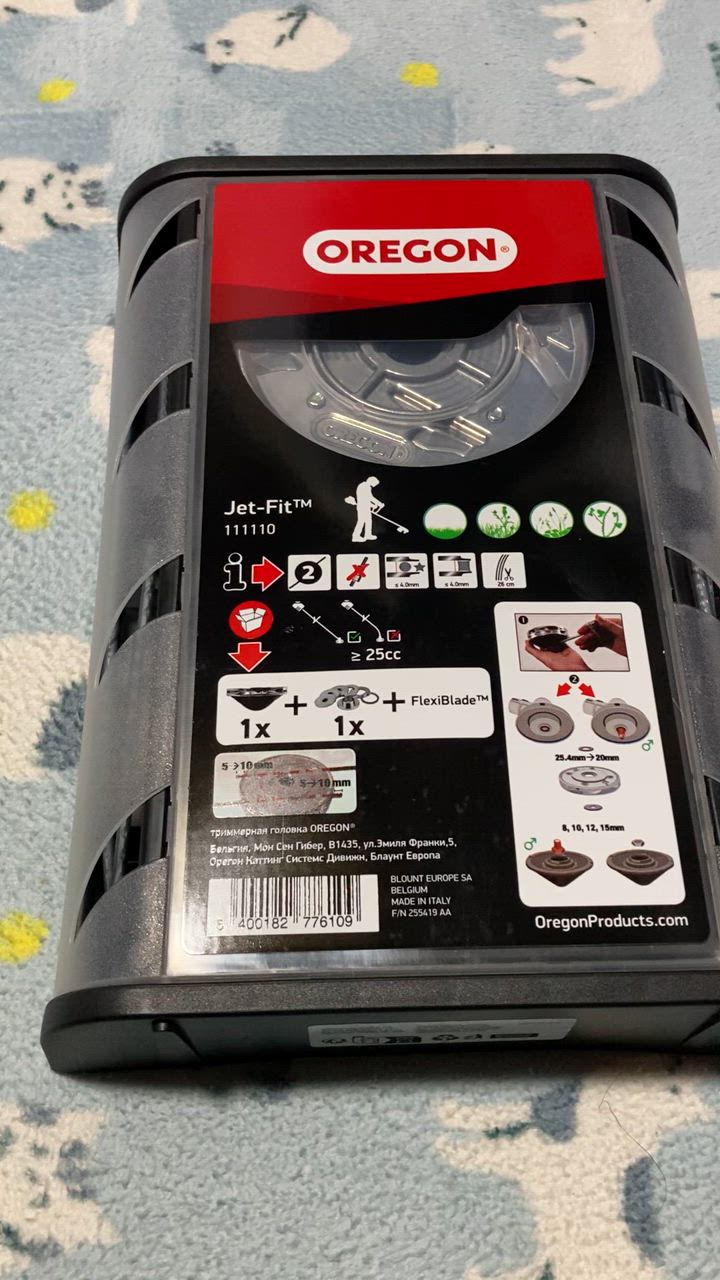 OREGON®
OREGON
Jet-Fit™
111110
i
2
≤ 4.0mm
≤ 4.0mm
26 cm
≥ 25cc
1x + 1x + FlexiBlade™
5→10mm
5→10mm
1
2
25.4mm→20mm
8, 10, 12, 15mm
триммерная головка OREGON®
Бельгия, Мон Сен Гибер, B1435, ул.Эмиля Франки,5,
Орегон Каттинг Системс Дивижн, Блаунт Европа
5 400182 776109
BLOUNT EUROPE SA
BELGIUM
MADE IN ITALY
F/N 255419 AA
OregonProducts.com